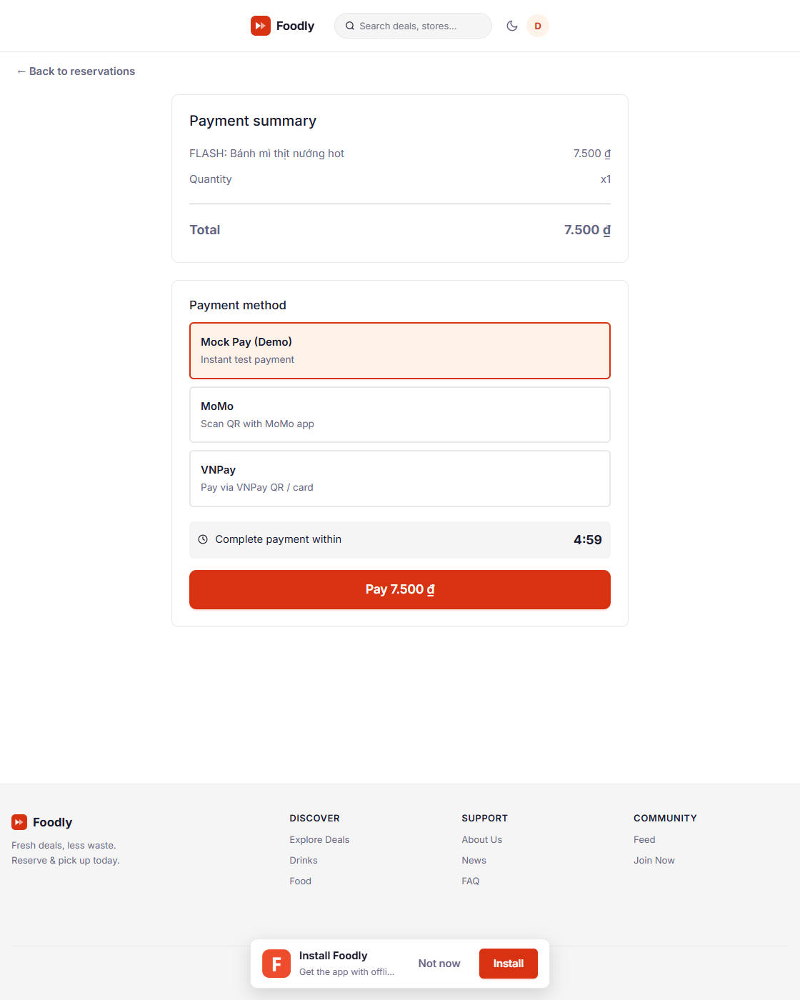 Foodly
Search deals, stores...
D
← Back to reservations
Payment summary
FLASH: Bánh mì thịt nướng hot 7.500 ₫
Quantity x1
Total 7.500 ₫
Payment method
Mock Pay (Demo)
Instant test payment
MoMo
Scan QR with MoMo app
VNPay
Pay via VNPay QR / card
Complete payment within 4:59
Pay 7.500 ₫
Foodly
Fresh deals, less waste.
Reserve & pick up today.
DISCOVER
Explore Deals
Drinks
Food
SUPPORT
About Us
News
FAQ
COMMUNITY
Feed
Join Now
F
Install Foodly
Get the app with offli...
Not now
Install